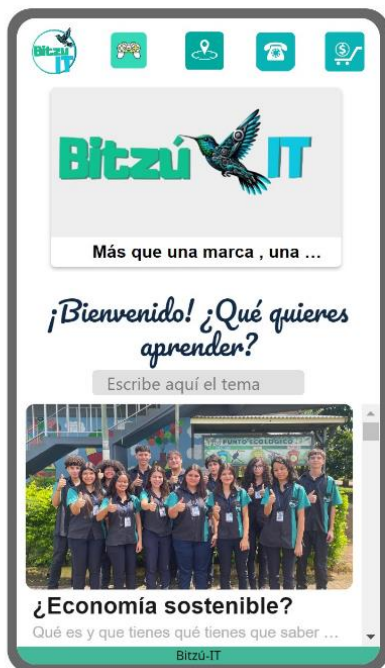 Bitzú IT
Bitzú IT
Más que una marca , una …
¡Bienvenido! ¿Qué quieres
aprender?
Escribe aquí el tema
PUNTO ECOLÓGICO
¿Economía sostenible?
Qué es y que tienes qué tienes que saber ...
Bitzú-IT